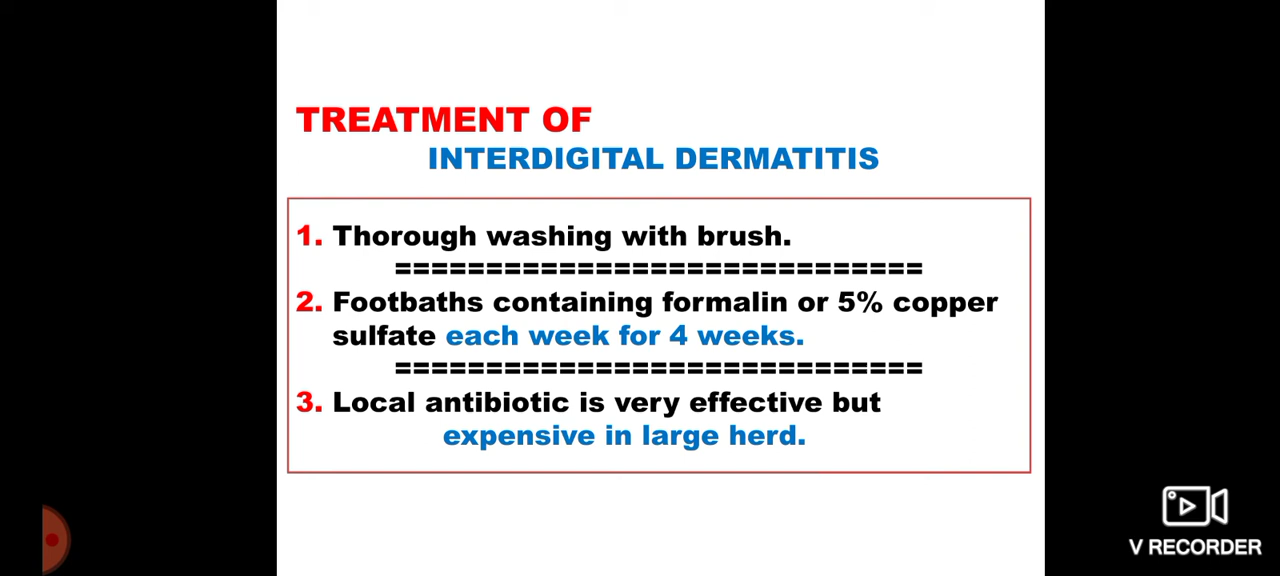 TREATMENT OF
INTERDIGITAL DERMATITIS
1. Thorough washing with brush.
=============================
2. Footbaths containing formalin or 5% copper
sulfate each week for 4 weeks.
=============================
3. Local antibiotic is very effective but
expensive in large herd.
V RECORDER